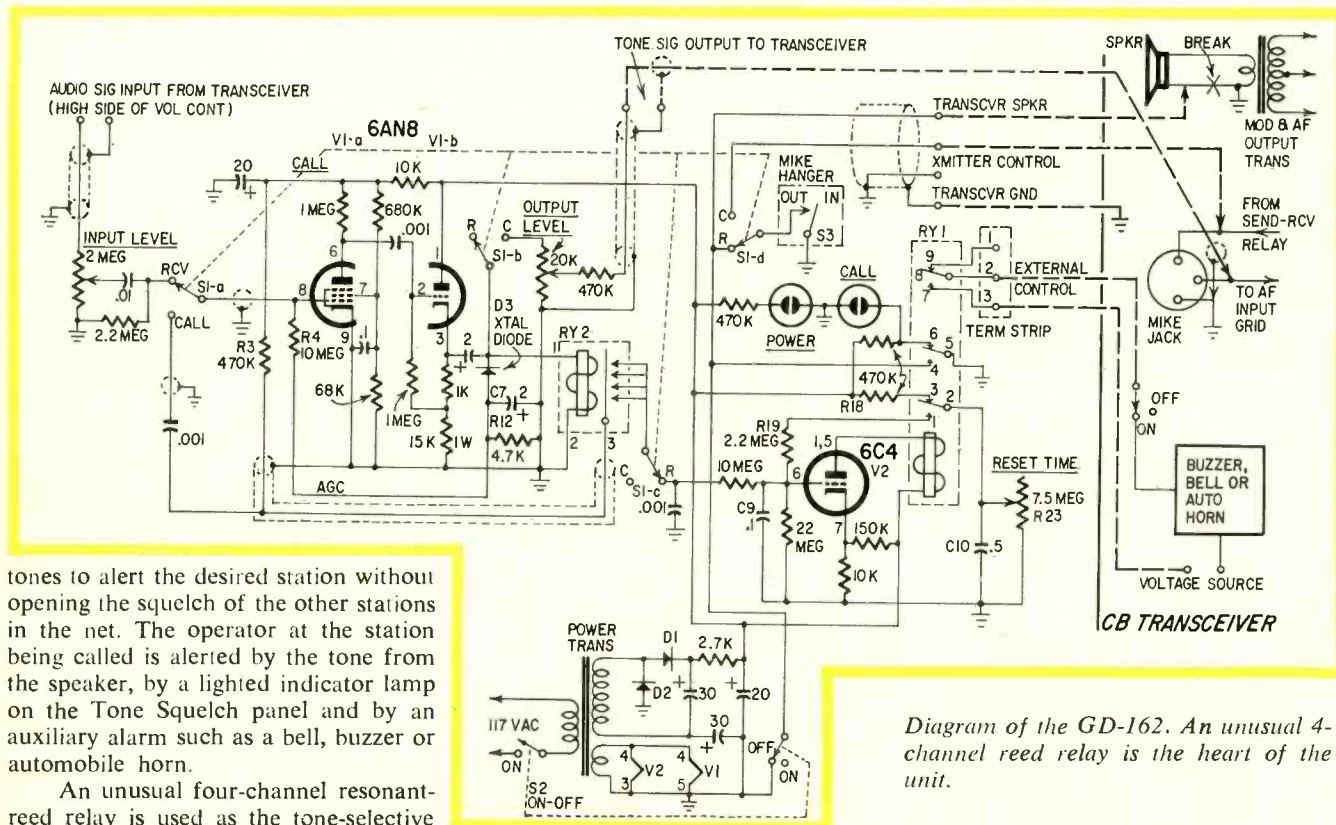 TONE SIG OUTPUT TO TRANSCEIVER
SPKR
BREAK
AUDIO SIG INPUT FROM TRANSCEIVER
(HIGH SIDE OF VOL CONT)
6AN8
V1-a
V1-b
CALL
20
+
10K
1 MEG
680K
.001
6
8
7
9
.1
1
2
3
INPUT LEVEL
2 MEG
.01
2.2 MEG
RCV
S1-a
CALL
.001
R3
470K
R4
10 MEG
68K
1 MEG
15K
1W
1K
2
+
R
S1-b
C
OUTPUT
LEVEL
20K
470K
D3
XTAL
DIODE
C7
2
+
R12
4.7K
AGC
RY2
2
3
C
S1-c
R
.001
TRANSCVR SPKR
XMITTER CONTROL
TRANSCVR GND
MOD & AF
OUTPUT
TRANS
MIKE
HANGER
OUT
IN
S3
C
R
S1-d
RY1
9
8
7
1
2
3
EXTERNAL
CONTROL
TERM STRIP
470K
POWER
CALL
470K
R18
6
5
4
3
2
1
R19
2.2 MEG
6C4
V2
1,5
6
7
10 MEG
C9
.1
22
MEG
150K
10K
RESET TIME
7.5 MEG
R23
C10
.5
FROM
SEND-RCV
RELAY
MIKE
JACK
TO AF
INPUT
GRID
OFF
ON
BUZZER,
BELL OR
AUTO
HORN
VOLTAGE SOURCE
CB TRANSCEIVER
POWER
TRANS
D1
2.7K
D2
+
30
+
20
30
+
117 VAC
ON
S2
ON-OFF
4
V2
3
4
V1
5
OFF
ON
tones to alert the desired station without
opening the squelch of the other stations
in the net. The operator at the station
being called is alerted by the tone from
the speaker, by a lighted indicator lamp
on the Tone Squelch panel and by an
auxiliary alarm such as a bell, buzzer or
automobile horn.
An unusual four-channel resonant-
reed relay is used as the tone-selective
Diagram of the GD-162. An unusual 4-
channel reed relay is the heart of the
unit.